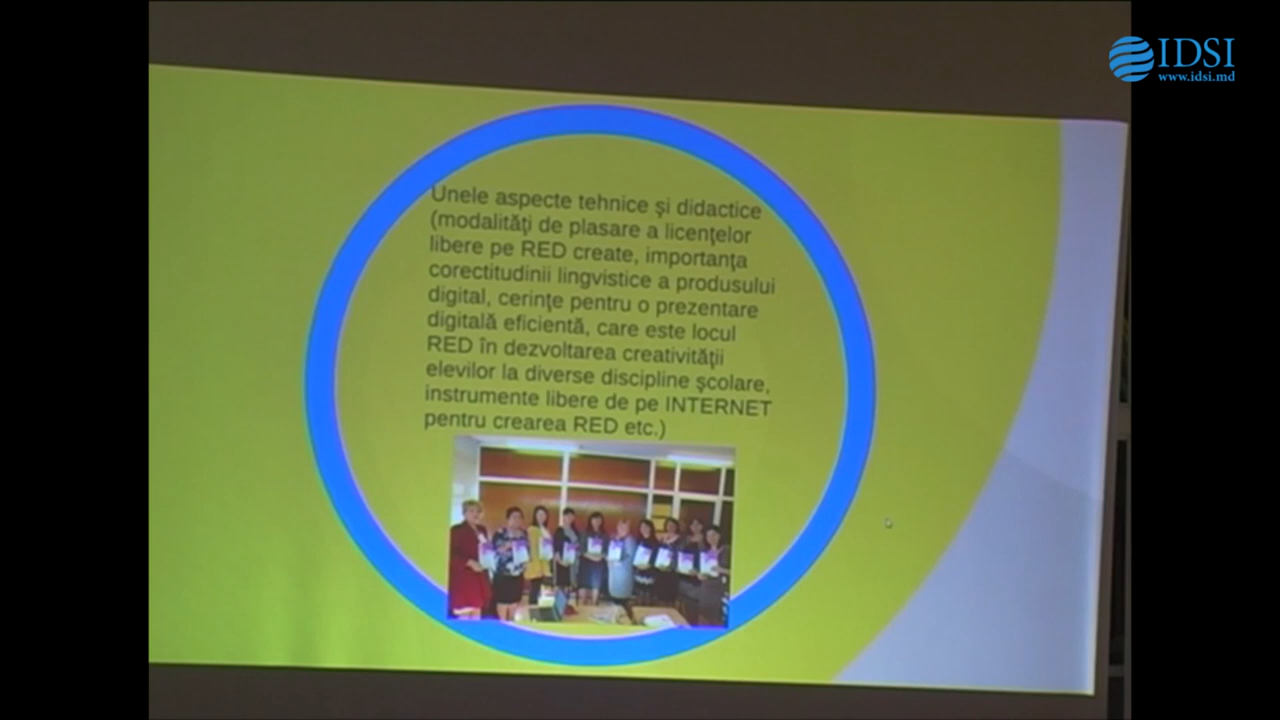 IDSI
www.idsi.md
Unele aspecte tehnice şi didactice
(modalităţi de plasare a licenţelor
libere pe RED create, importanţa
corectitudinii lingvistice a produsului
digital, cerinţe pentru o prezentare
digitală eficientă, care este locul
RED în dezvoltarea creativităţii
elevilor la diverse discipline şcolare,
instrumente libere de pe INTERNET
pentru crearea RED etc.)